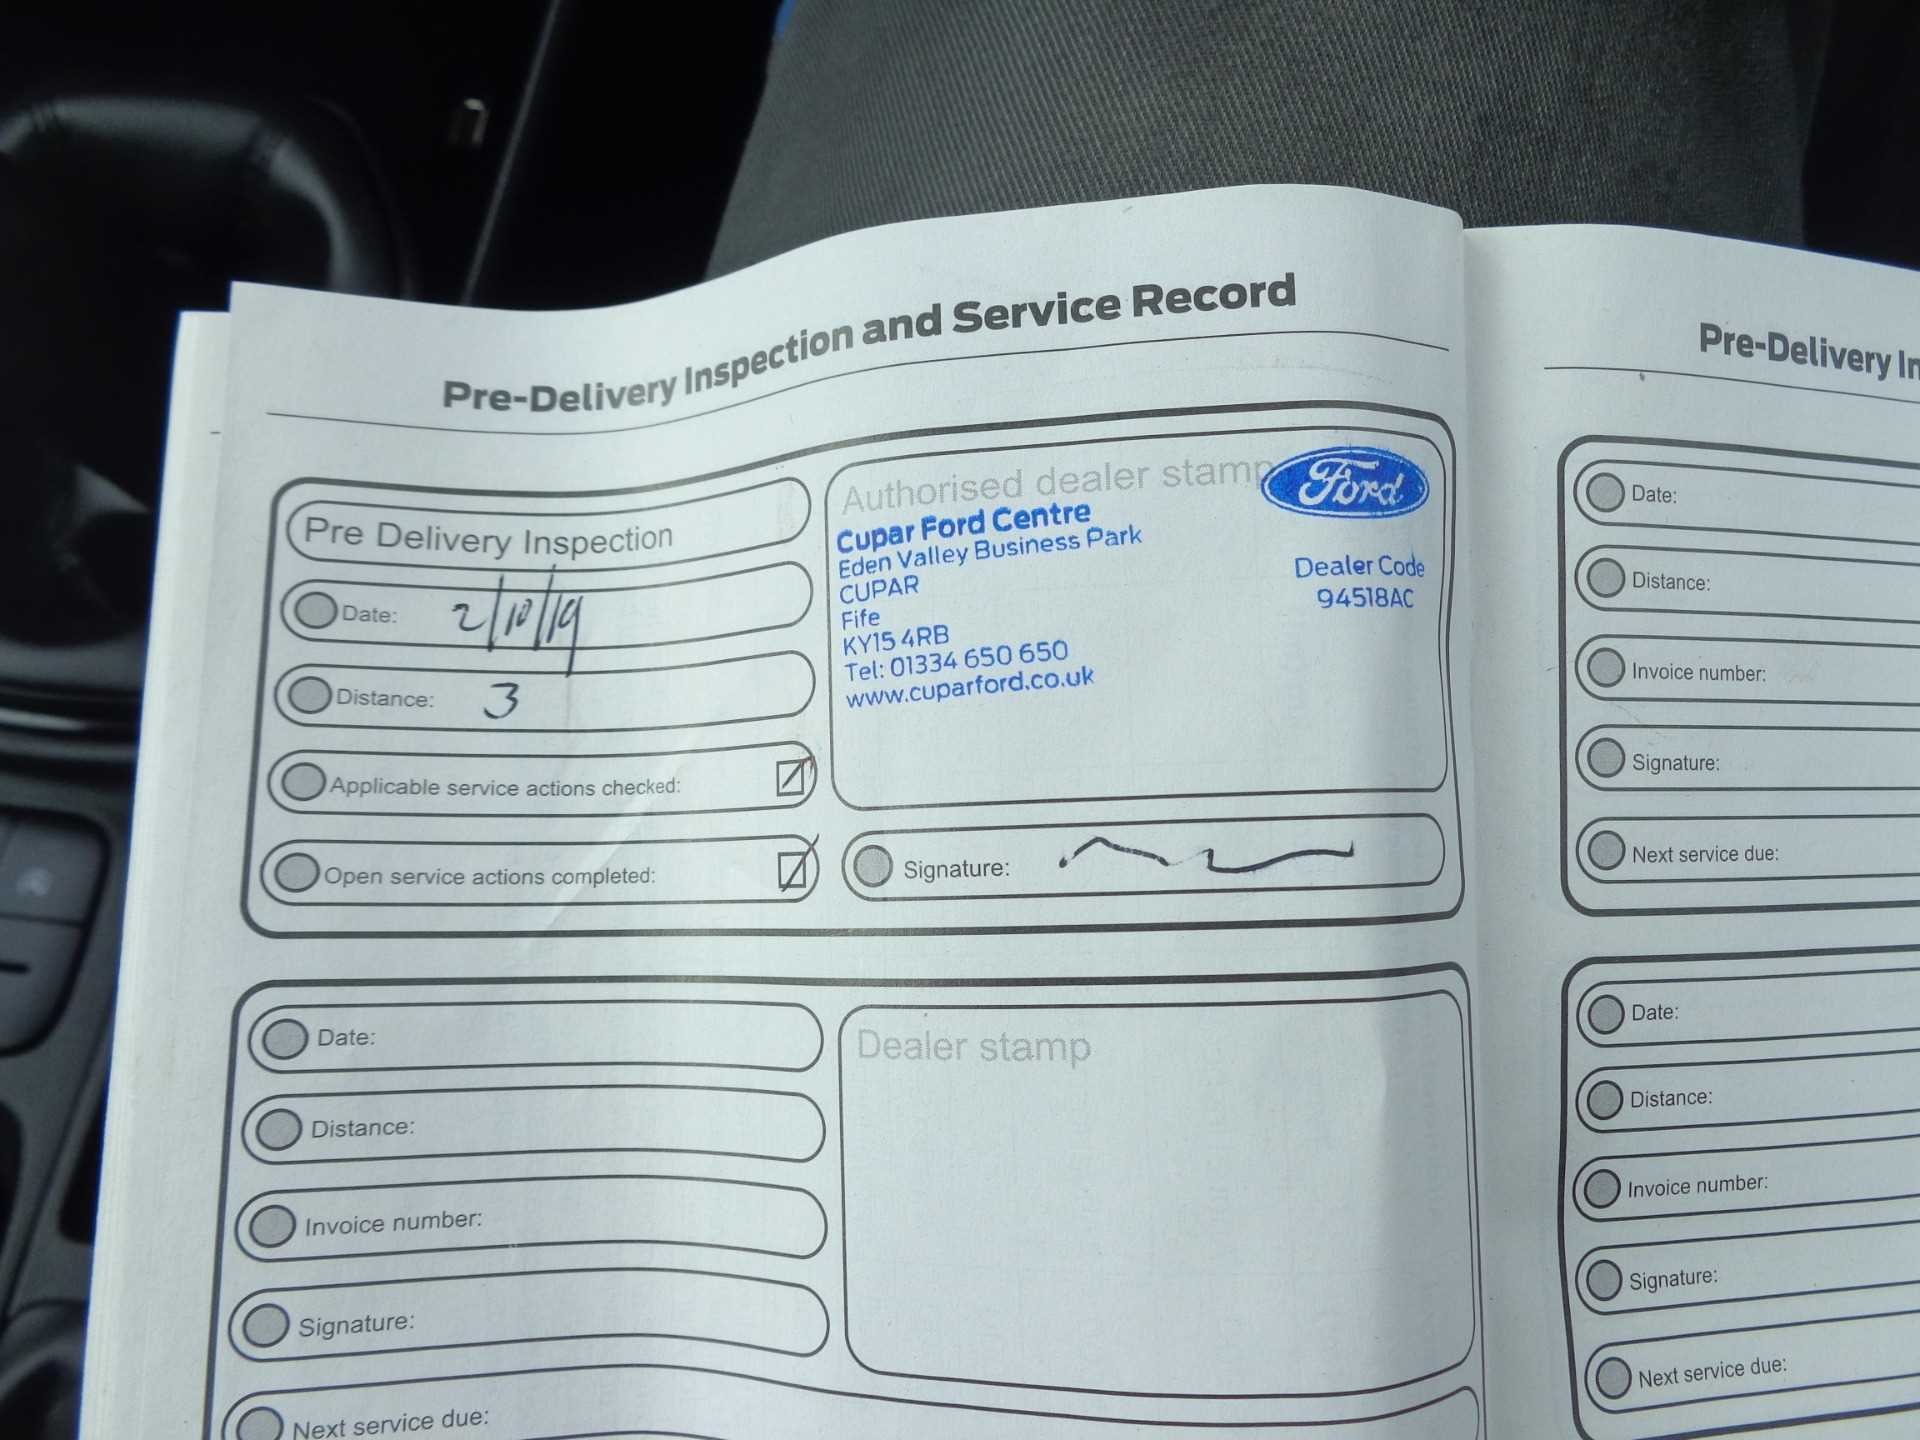 Pre-Delivery Inspection and Service Record
Pre Delivery Inspection
Date: 2/10/19
Distance: 3
Applicable service actions checked:
Open service actions completed:
Authorised dealer stamp
Ford
Cupar Ford Centre
Eden Valley Business Park
CUPAR
Fife
KY15 4RB
Tel: 01334 650 650
www.cuparford.co.uk
Dealer Code
94518AC
Signature:
Date:
Distance:
Invoice number:
Signature:
Next service due:
Dealer stamp
Pre-Delivery In
Date:
Distance:
Invoice number:
Signature:
Next service due:
Date:
Distance:
Invoice number:
Signature:
Next service due: